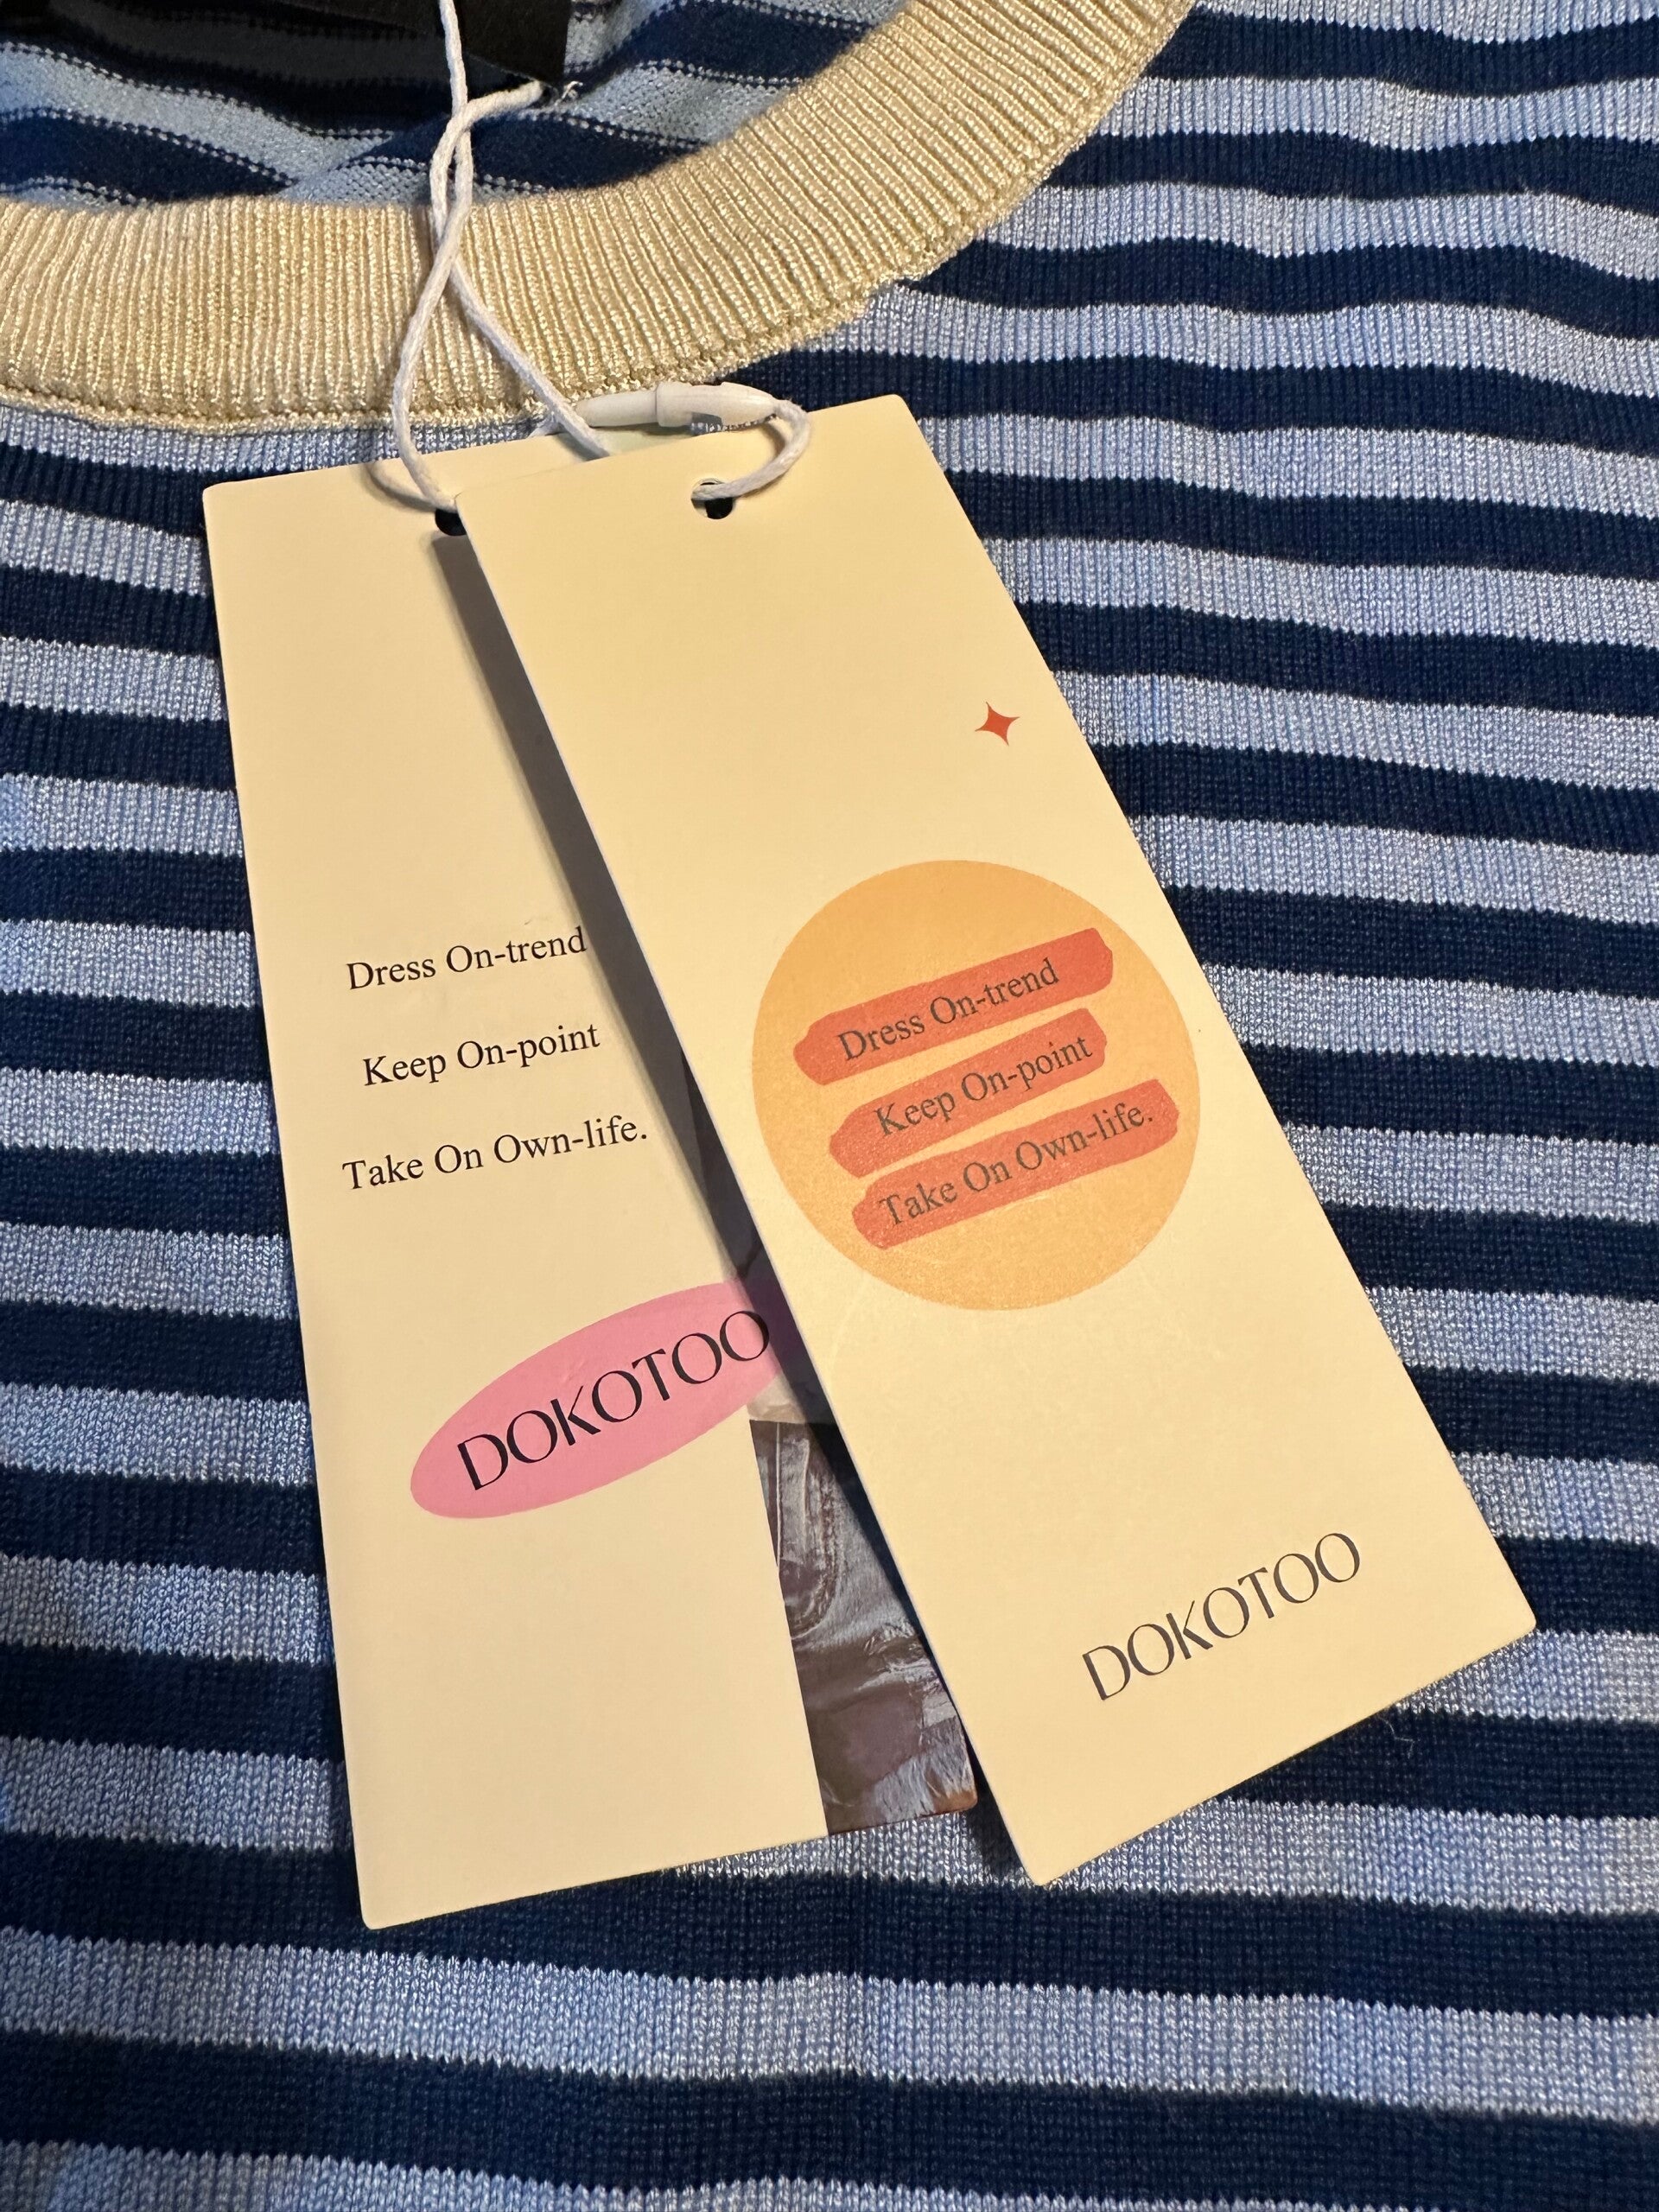 Dress On-trend
Keep On-point
Take On Own-life.
DOKOTOO
Dress On-trend
Keep On-point
Take On Own-life.
DOKOTOO